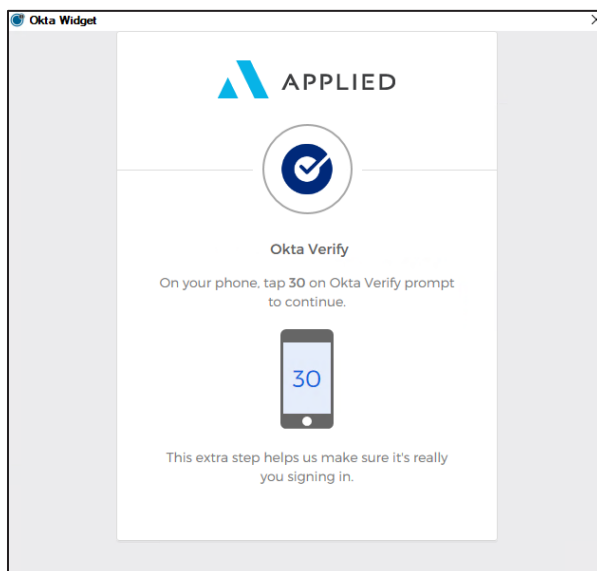 Okta Widget
APPLIED
Okta Verify
On your phone, tap 30 on Okta Verify prompt
to continue.
30
This extra step helps us make sure it's really
you signing in.